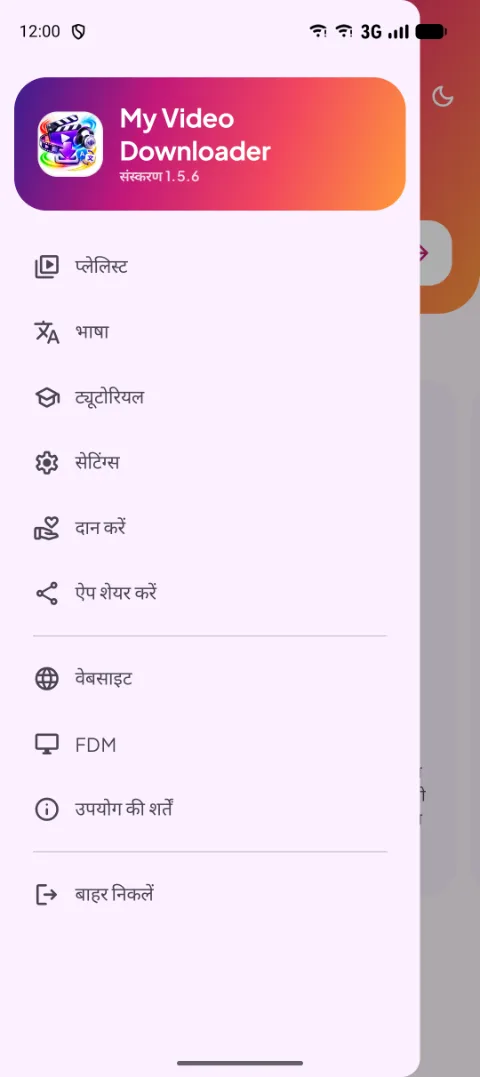 12:00
3G
My Video
Downloader
संस्करण 1.5.6
प्लेलिस्ट
भाषा
ट्यूटोरियल
सेटिंग्स
दान करें
ऐप शेयर करें
वेबसाइट
FDM
उपयोग की शर्तें
बाहर निकलें